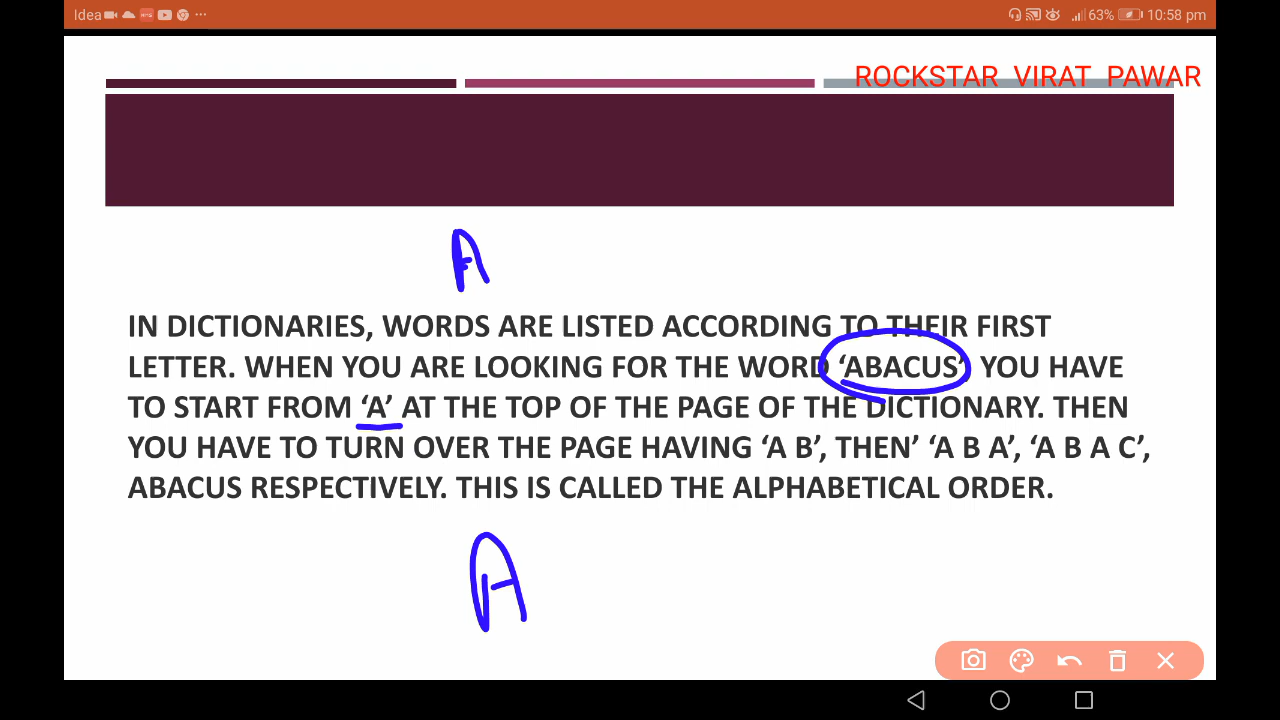 Idea ... 63% 10:58 pm
ROCKSTAR VIRAT PAWAR
A
IN DICTIONARIES, WORDS ARE LISTED ACCORDING TO THEIR FIRST
LETTER. WHEN YOU ARE LOOKING FOR THE WORD ‘ABACUS’, YOU HAVE
TO START FROM ‘A’ AT THE TOP OF THE PAGE OF THE DICTIONARY. THEN
YOU HAVE TO TURN OVER THE PAGE HAVING ‘A B’, THEN’ ‘A B A’, ‘A B A C’,
ABACUS RESPECTIVELY. THIS IS CALLED THE ALPHABETICAL ORDER.
A